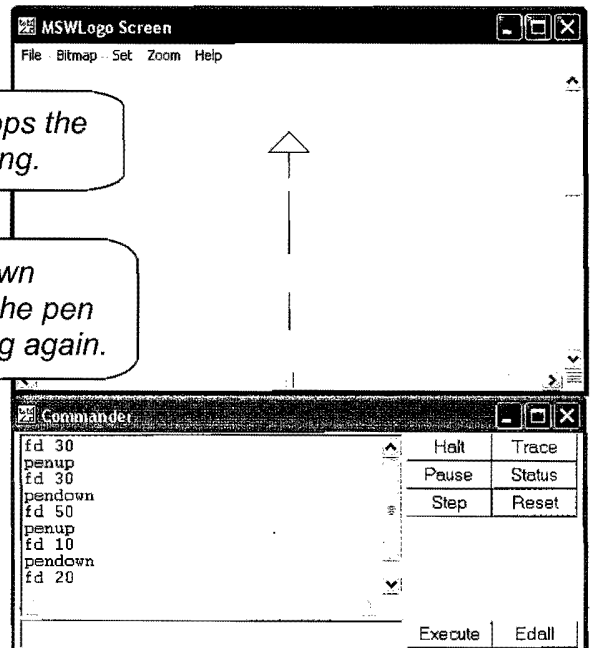 MSWLogo Screen
File Bitmap Set Zoom Help
ops the
ng.
wn
he pen
g again.
Commander
fd 30
penup
fd 30
pendown
fd 50
penup
fd 10
pendown
fd 20
Halt Trace
Pause Status
Step Reset
Execute Edall